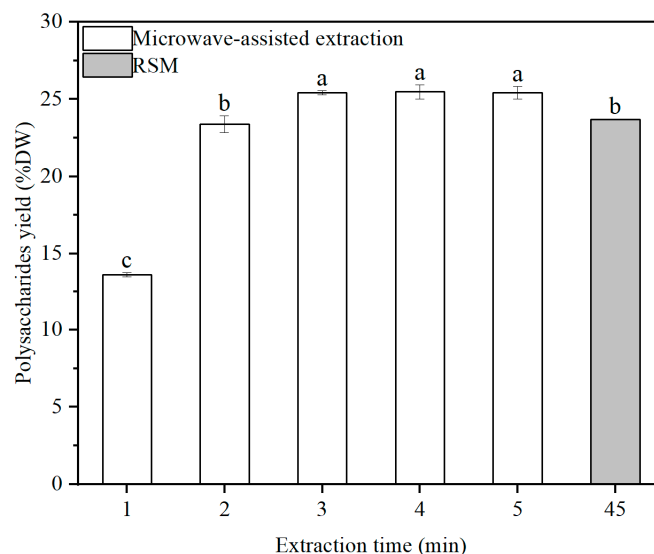 30
Microwave-assisted extraction
RSM
a a a
b b
25
20
15
c
10
5
0
1 2 3 4 5 45
Polysaccharides yield (%DW)
Extraction time (min)